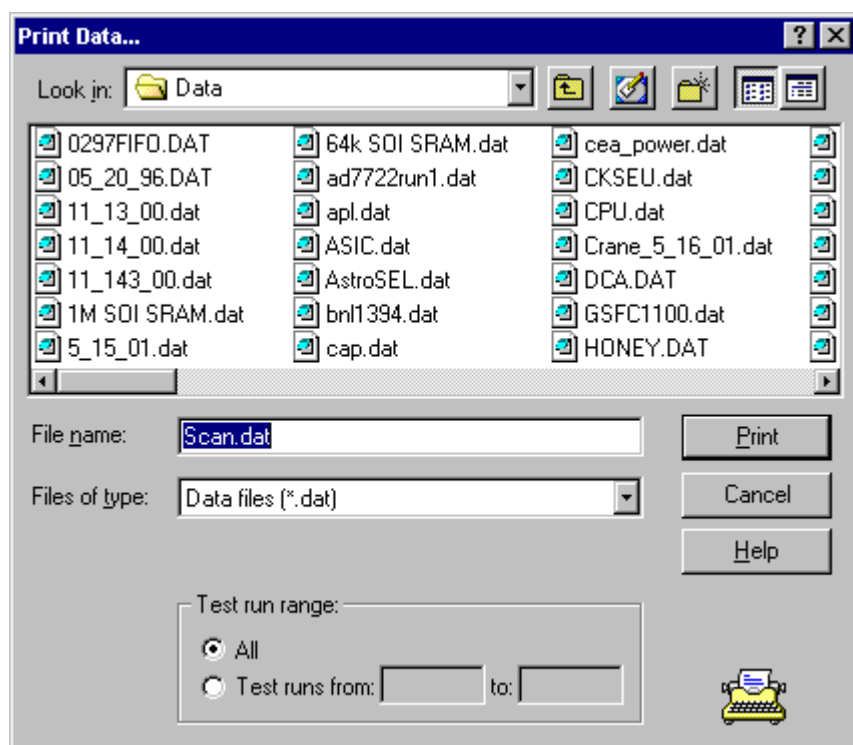 Print Data...
Look in: Data
0297FIFO.DAT 64k SOI SRAM.dat cea_power.dat
05_20_96.DAT ad7722run1.dat CKSEU.dat
11_13_00.dat apl.dat CPU.dat
11_14_00.dat ASIC.dat Crane_5_16_01.dat
11_143_00.dat AstroSEL.dat DCA.DAT
1M SOI SRAM.dat bnl1394.dat GSFC1100.dat
5_15_01.dat cap.dat HONEY.DAT
File name: Scan.dat Print
Files of type: Data files (*.dat) Cancel
Help
Test run range:
All
Test runs from: to: